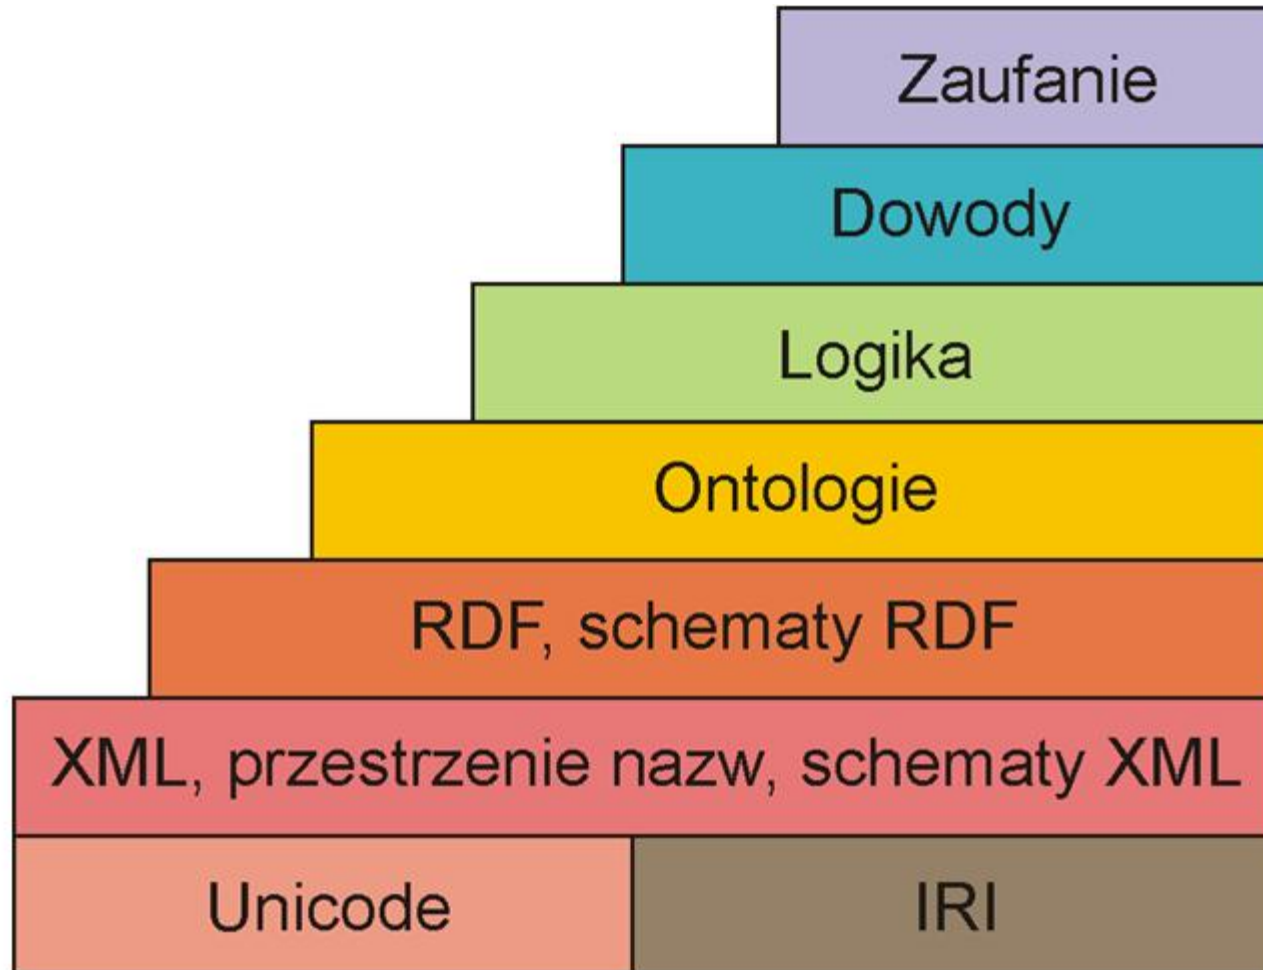 Zaufanie
Dowody
Logika
Ontologie
RDF, schematy RDF
XML, przestrzenie nazw, schematy XML
Unicode
IRI